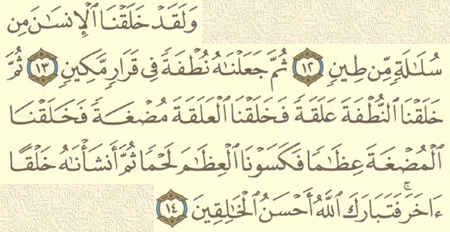 وَلَقَدْ خَلَقْنَا ٱلْإِنسَٰنَ مِن
سُلَٰلَةٍ مِّن طِينٍ ١٢ ثُمَّ جَعَلْنَٰهُ نُطْفَةً فِى قَرَارٍ مَّكِينٍ ١٣ ثُمَّ
خَلَقْنَا ٱلنُّطْفَةَ عَلَقَةً فَخَلَقْنَا ٱلْعَلَقَةَ مُضْغَةً فَخَلَقْنَا
ٱلْمُضْغَةَ عِظَٰمًا فَكَسَوْنَا ٱلْعِظَٰمَ لَحْمًا ثُمَّ أَنشَأْنَٰهُ خَلْقًا
ءَاخَرَ ۚ فَتَبَارَكَ ٱللَّهُ أَحْسَنُ ٱلْخَٰلِقِينَ ١٤